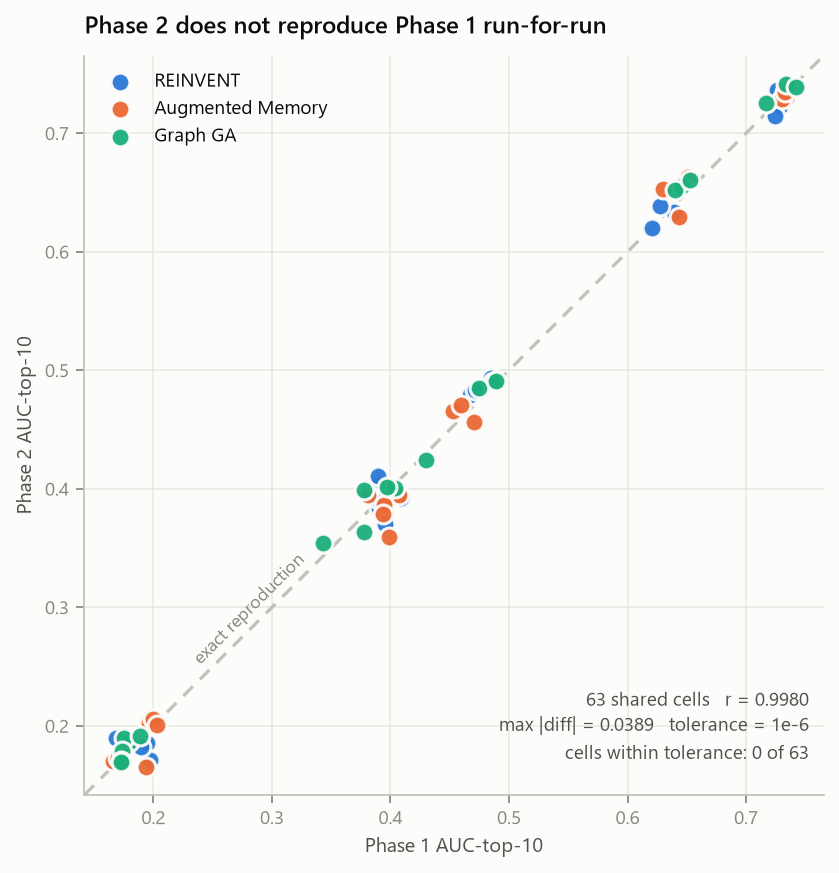 Phase 2 does not reproduce Phase 1 run-for-run
REINVENT
Augmented Memory
Graph GA
0.7
0.6
0.5
0.4
0.3
0.2
Phase 2 AUC-top-10
exact reproduction
63 shared cells r = 0.9980
max |diff| = 0.0389 tolerance = 1e-6
cells within tolerance: 0 of 63
0.2 0.3 0.4 0.5 0.6 0.7
Phase 1 AUC-top-10